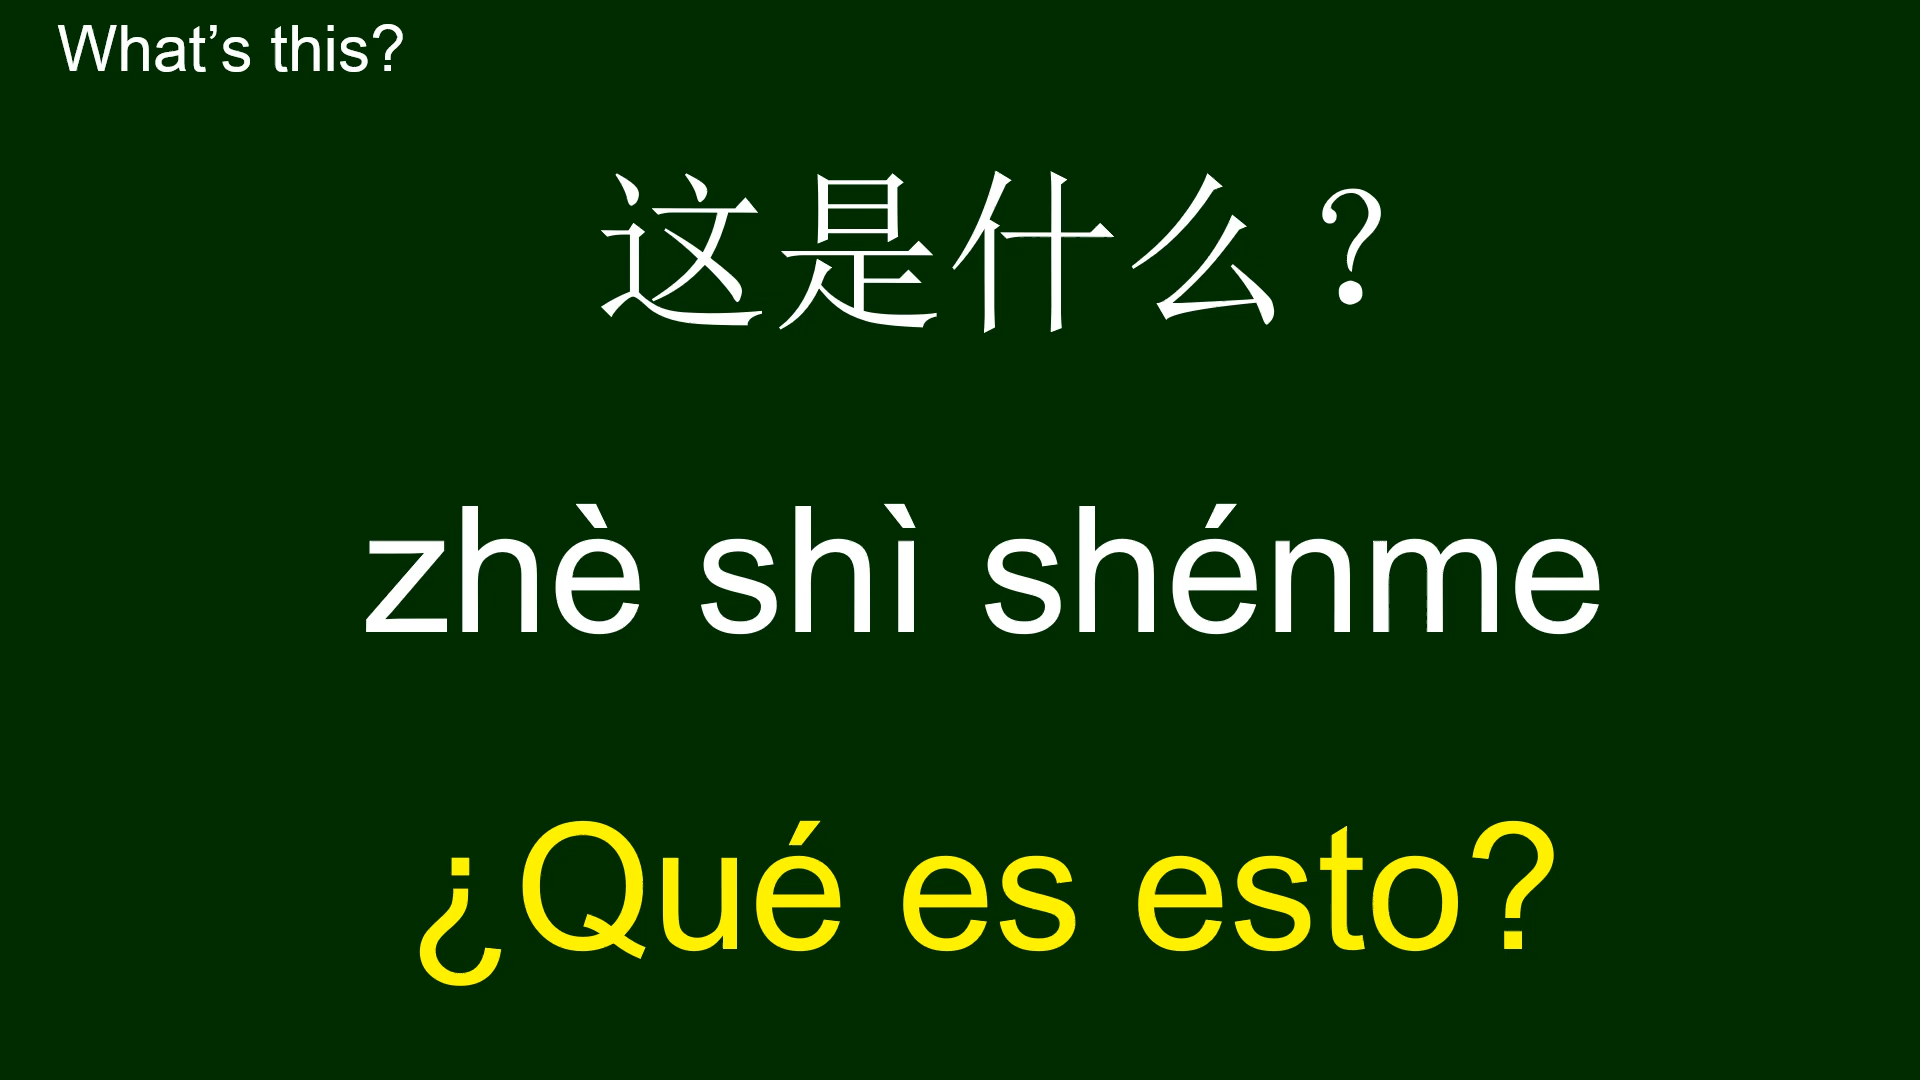 What’s this?
这是什么？
zhè shì shénme
¿Qué es esto?